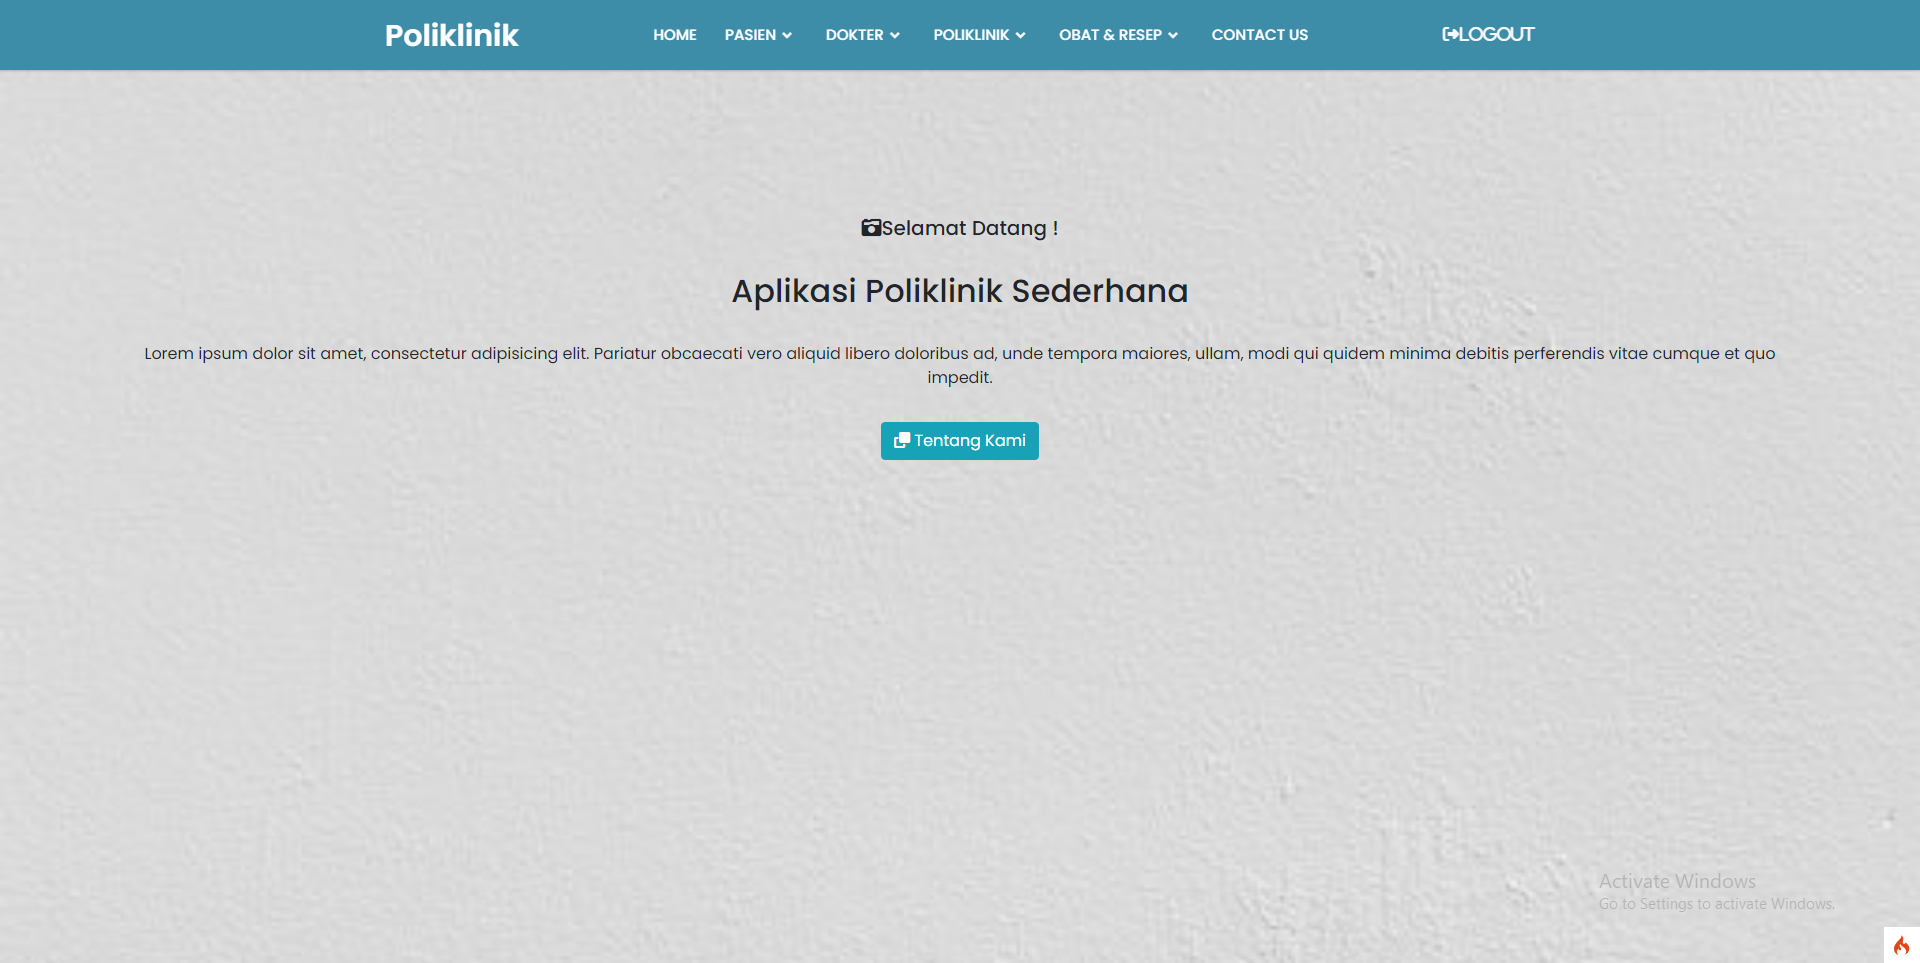 Poliklinik
HOME PASIEN DOKTER POLIKLINIK OBAT & RESEP CONTACT US
LOGOUT
Selamat Datang !
Aplikasi Poliklinik Sederhana
Lorem ipsum dolor sit amet, consectetur adipisicing elit. Pariatur obcaecati vero aliquid libero doloribus ad, unde tempora maiores, ullam, modi qui quidem minima debitis perferendis vitae cumque et quo
impedit.
Tentang Kami
Activate Windows
Go to Settings to activate Windows.